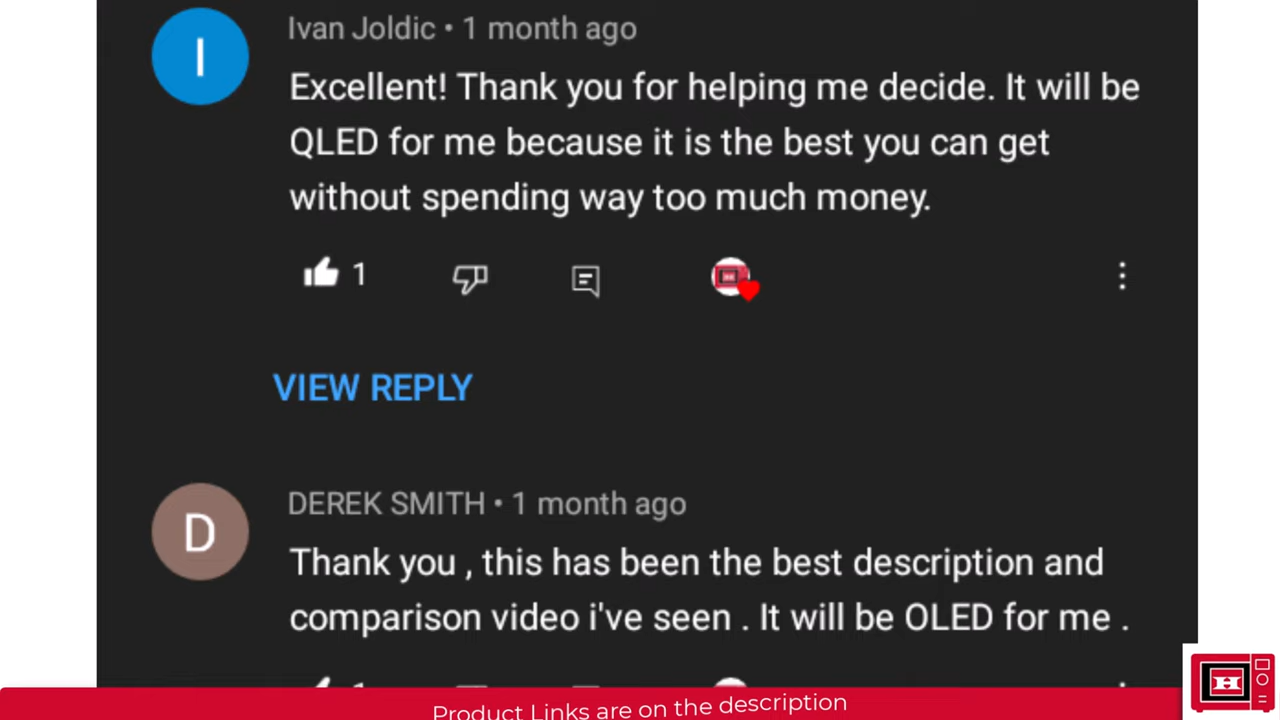 I
Ivan Joldic • 1 month ago
Excellent! Thank you for helping me decide. It will be
QLED for me because it is the best you can get
without spending way too much money.
1
VIEW REPLY
D
DEREK SMITH • 1 month ago
Thank you , this has been the best description and
comparison video i've seen . It will be OLED for me .
1
H
Product Links are on the description